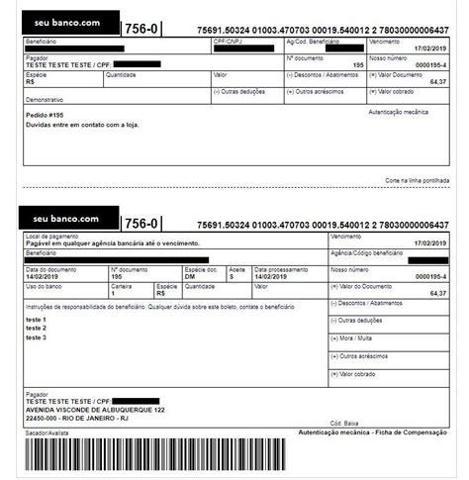 seu banco.com 756-0 75691.50324 01003.470703 00019.540012 2 78030000006437
Beneficiário CPF/CNPJ Ag/Cod. Beneficiário Vencimento
17/02/2019
Pagador Nº documento Nosso número
TESTE TESTE TESTE / CPF: 195 0000195-4
Espécie Quantidade Valor (-) Descontos / Abatimentos (=) Valor Documento
R$ 64,37
Demonstrativo (-) Outras deduções (+) Outros acréscimos (=) Valor cobrado
Pedido #195 Autenticação mecânica
Duvidas entre em contato com a loja.
Corte na linha pontilhada
seu banco.com 756-0 75691.50324 01003.470703 00019.540012 2 78030000006437
Local de pagamento Vencimento
Pagável em qualquer agência bancária até o vencimento. 17/02/2019
Beneficiário Agência/Código beneficiário
Data do documento Nº documento Espécie doc. Aceite Data processamento Nosso número
14/02/2019 195 DM S 14/02/2019 0000195-4
Uso do banco Carteira Espécie Quantidade Valor (=) Valor do Documento
1 R$ 64,37
Instruções de responsabilidade do beneficiário. Qualquer dúvida sobre este boleto, contate o beneficiário (-) Descontos / Abatimentos
teste 1 (-) Outras deduções
teste 2
teste 3 (+) Mora / Multa
(+) Outros acréscimos
(=) Valor cobrado
Pagador
TESTE TESTE TESTE / CPF:
AVENIDA VISCONDE DE ALBUQUERQUE 122
22450-000 - RIO DE JANEIRO - RJ
Cód. Baixa
Sacador/Avalista Autenticação mecânica - Ficha de Compensação